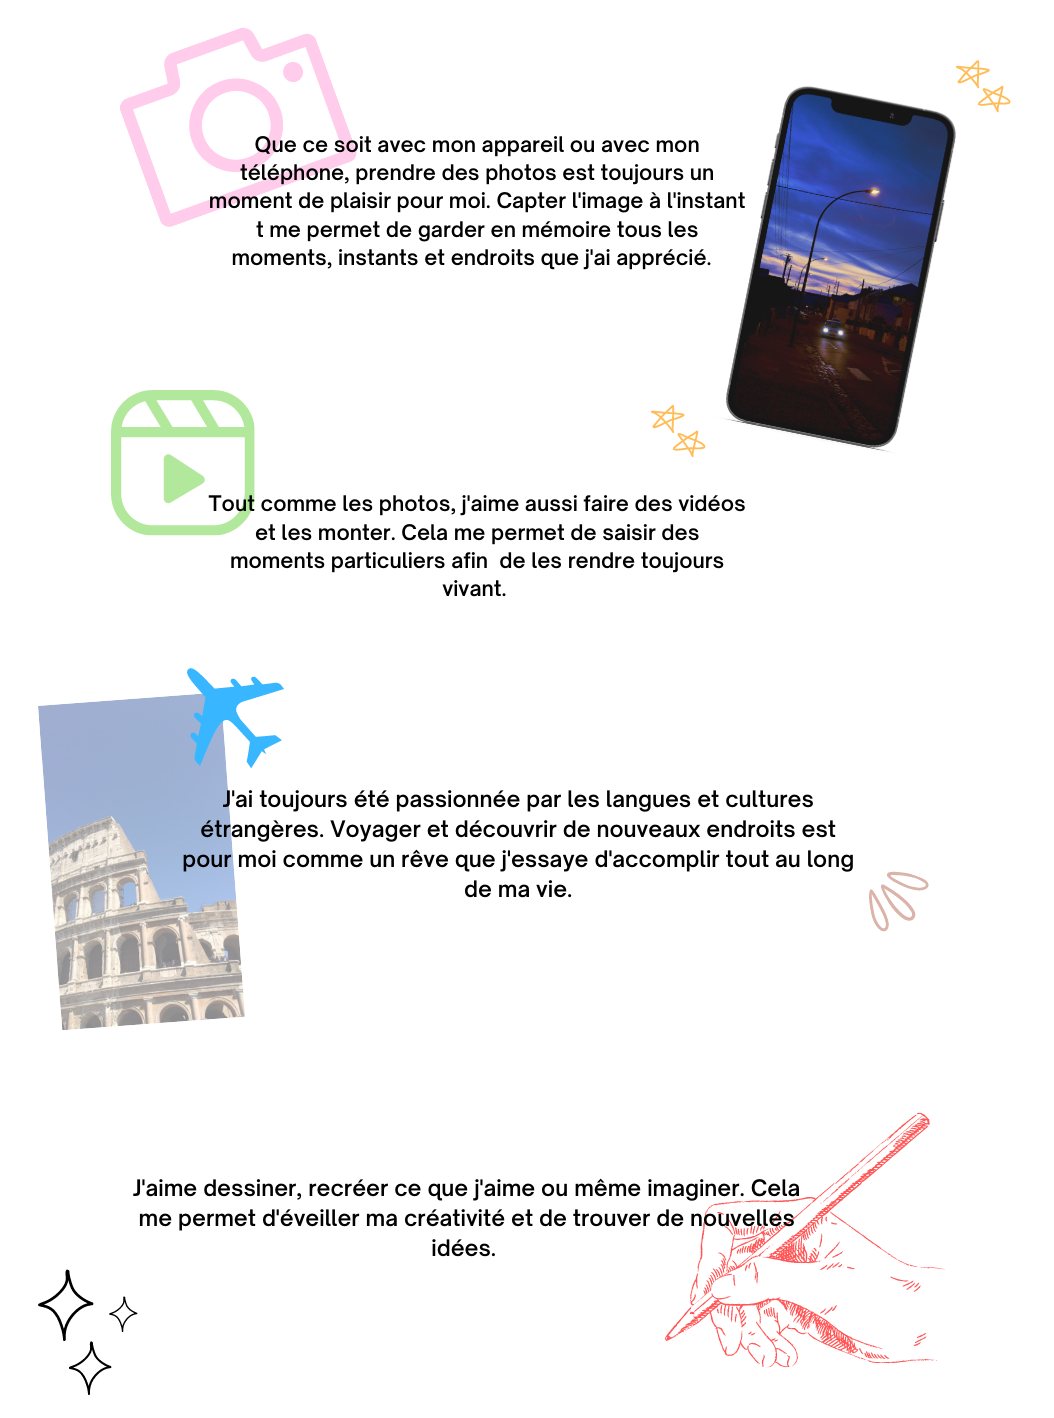 Que ce soit avec mon appareil ou avec mon
téléphone, prendre des photos est toujours un
moment de plaisir pour moi. Capter l'image à l'instant
t me permet de garder en mémoire tous les
moments, instants et endroits que j'ai apprécié.
Tout comme les photos, j'aime aussi faire des vidéos
et les monter. Cela me permet de saisir des
moments particuliers afin  de les rendre toujours
vivant.
J'ai toujours été passionnée par les langues et cultures
étrangères. Voyager et découvrir de nouveaux endroits est
pour moi comme un rêve que j'essaye d'accomplir tout au long
de ma vie.
J'aime dessiner, recréer ce que j'aime ou même imaginer. Cela
me permet d'éveiller ma créativité et de trouver de nouvelles
idées.